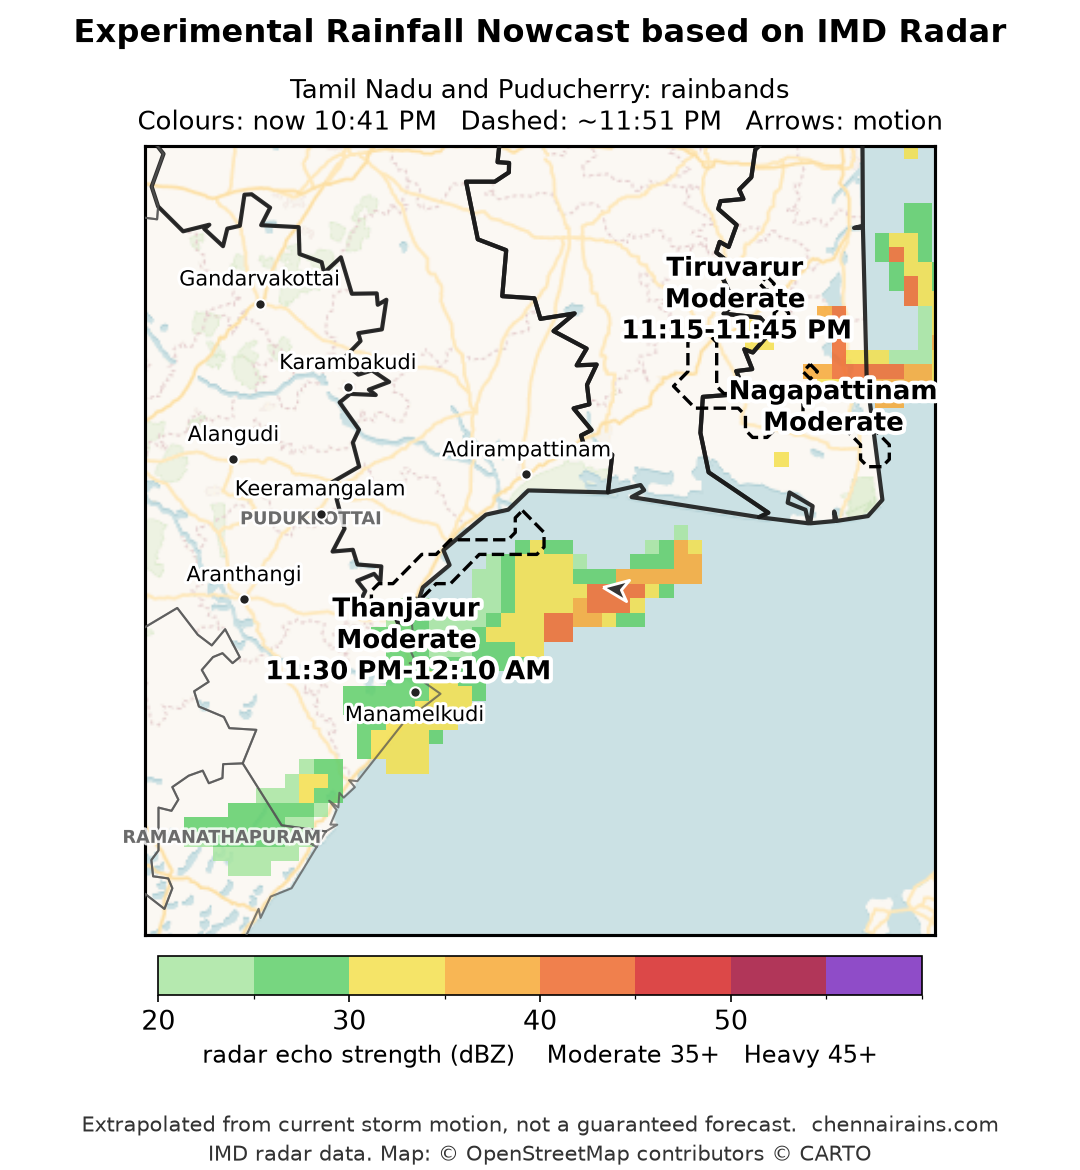 Experimental Rainfall Nowcast based on IMD Radar
Tamil Nadu and Puducherry: rainbands
Colours: now 10:41 PM   Dashed: ~11:51 PM   Arrows: motion
Tiruvarur
Moderate
11:15-11:45 PM
Gandarvakottai
Karambakudi
Nagapattinam
Moderate
Alangudi
Adirampattinam
Keeramangalam
PUDUKKOTTAI
Aranthangi
Thanjavur
Moderate
11:30 PM-12:10 AM
Manamelkudi
RAMANATHAPURAM
20 30 40 50
radar echo strength (dBZ)   Moderate 35+   Heavy 45+
Extrapolated from current storm motion, not a guaranteed forecast.  chennairains.com
IMD radar data. Map: © OpenStreetMap contributors © CARTO